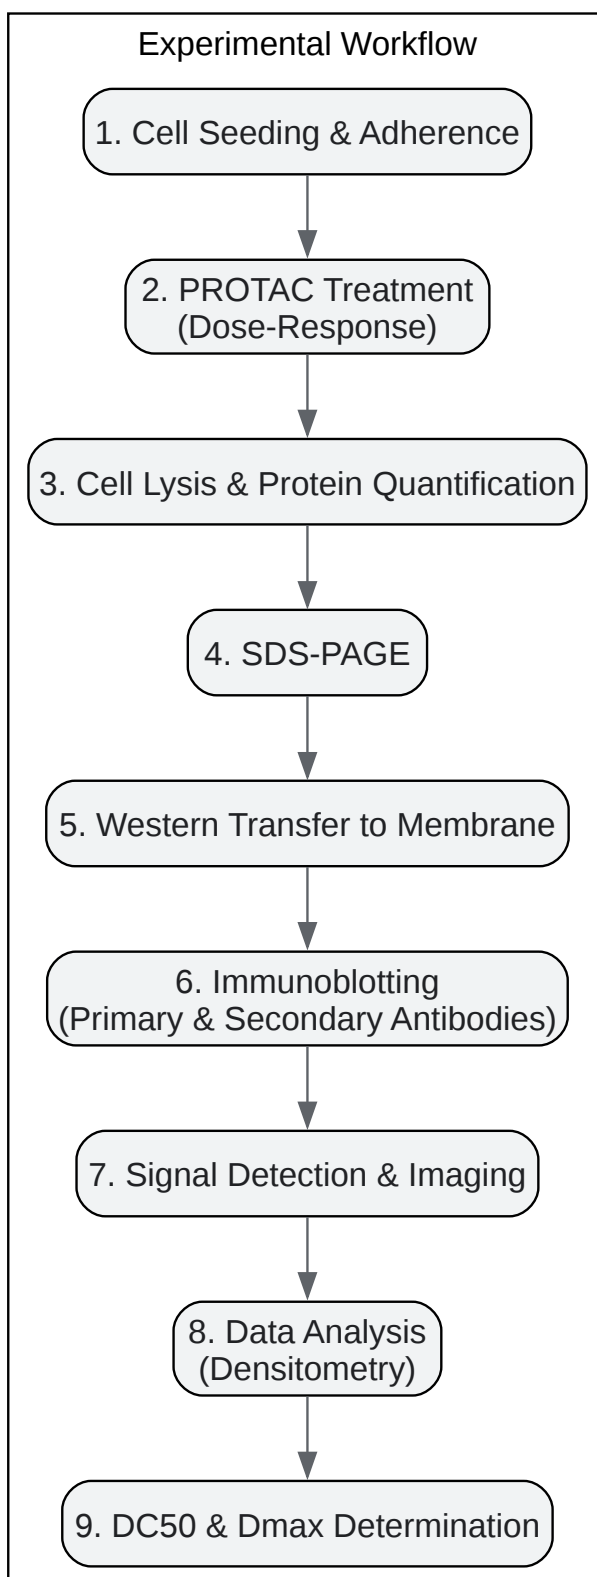 Experimental Workflow
1. Cell Seeding & Adherence
2. PROTAC Treatment
(Dose-Response)
3. Cell Lysis & Protein Quantification
4. SDS-PAGE
5. Western Transfer to Membrane
6. Immunoblotting
(Primary & Secondary Antibodies)
7. Signal Detection & Imaging
8. Data Analysis
(Densitometry)
9. DC50 & Dmax Determination